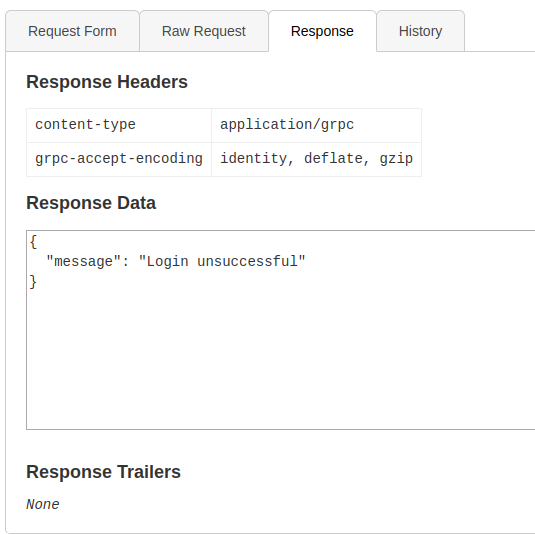 Request Form Raw Request Response History
Response Headers
content-type application/grpc
grpc-accept-encoding identity, deflate, gzip
Response Data
{
  "message": "Login unsuccessful"
}
Response Trailers
None